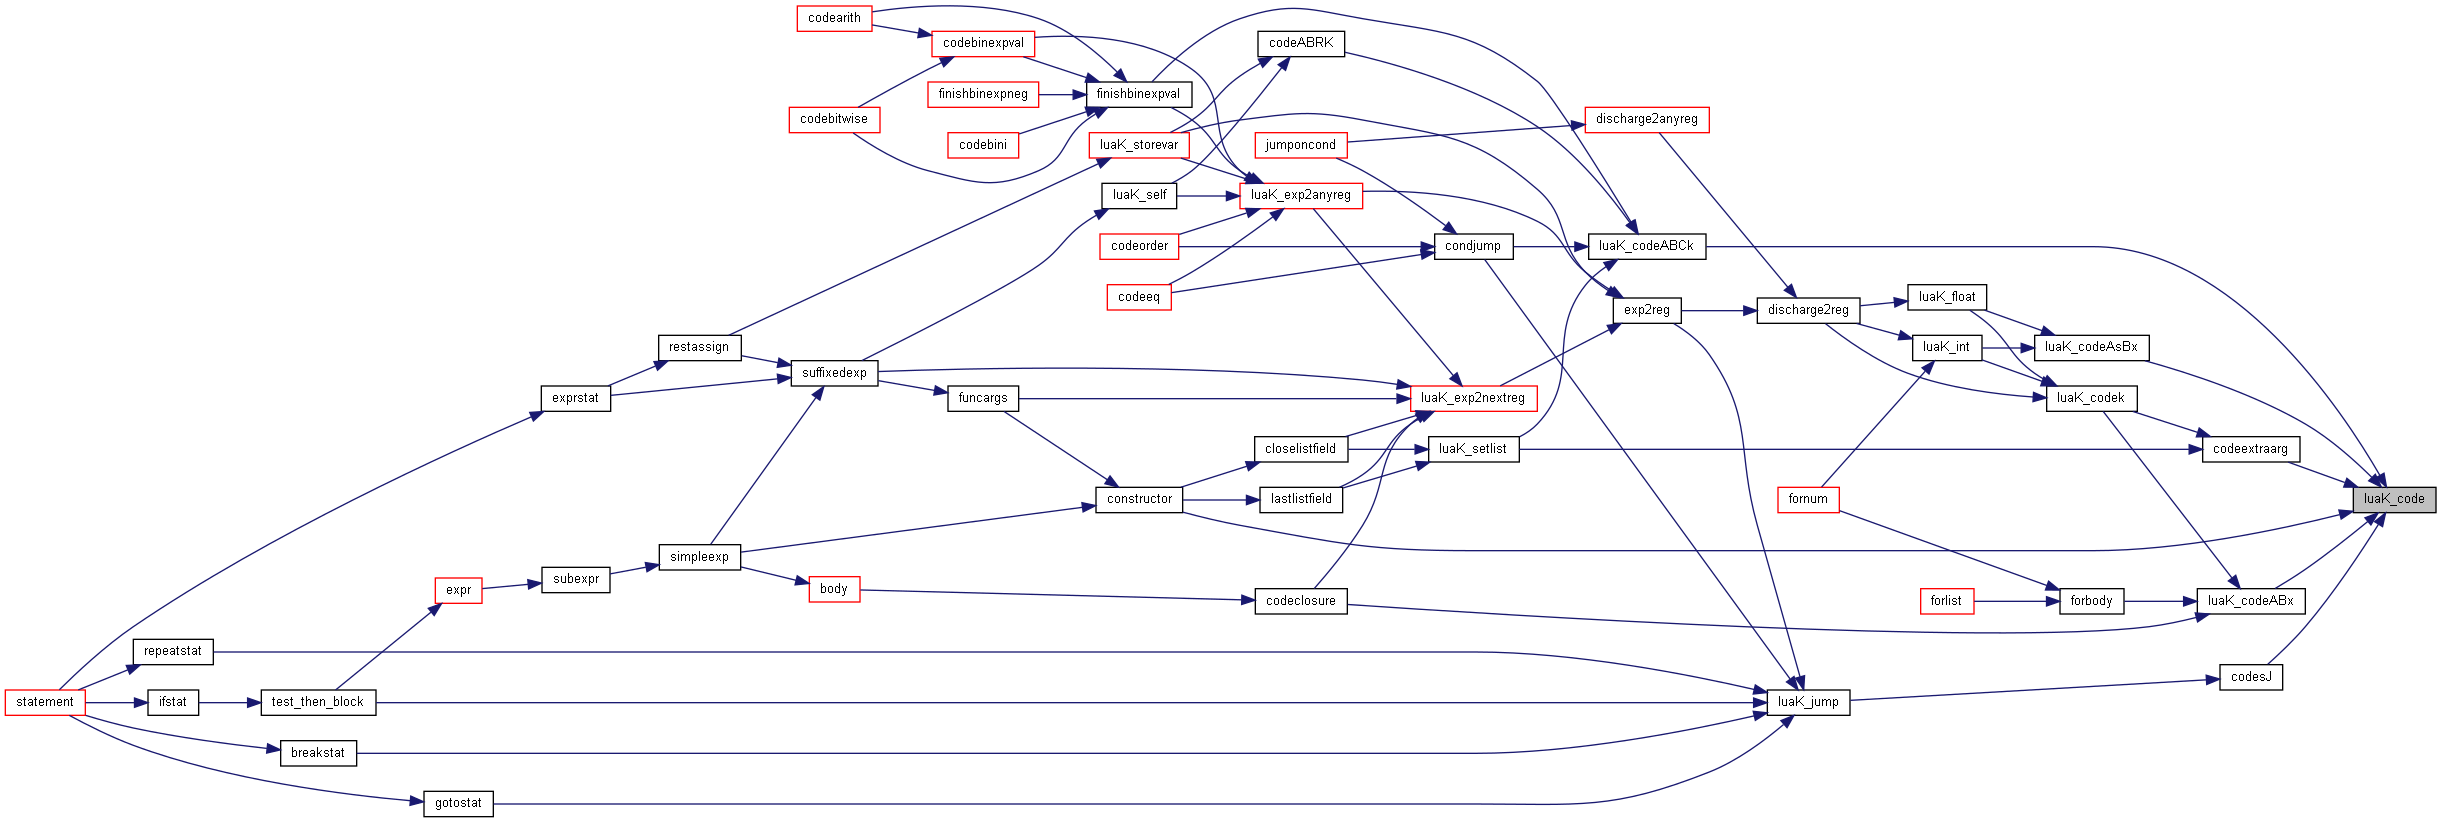 codearith
codebinexpval
codeABRK
finishbinexpneg
finishbinexpval
codebitwise
discharge2anyreg
codebini
luaK_storevar
jumponcond
luaK_self
luaK_exp2anyreg
codeorder
condjump
luaK_codeABCk
codeeq
exp2reg
discharge2reg
luaK_float
restassign
luaK_int
luaK_codeAsBx
suffixedexp
exprstat
funcargs
luaK_exp2nextreg
luaK_codek
closelistfield
luaK_setlist
codeextraarg
constructor
lastlistfield
fornum
luaK_code
simpleexp
subexpr
expr
body
codeclosure
forlist
forbody
luaK_codeABx
repeatstat
codesJ
statement
ifstat
test_then_block
luaK_jump
breakstat
gotostat